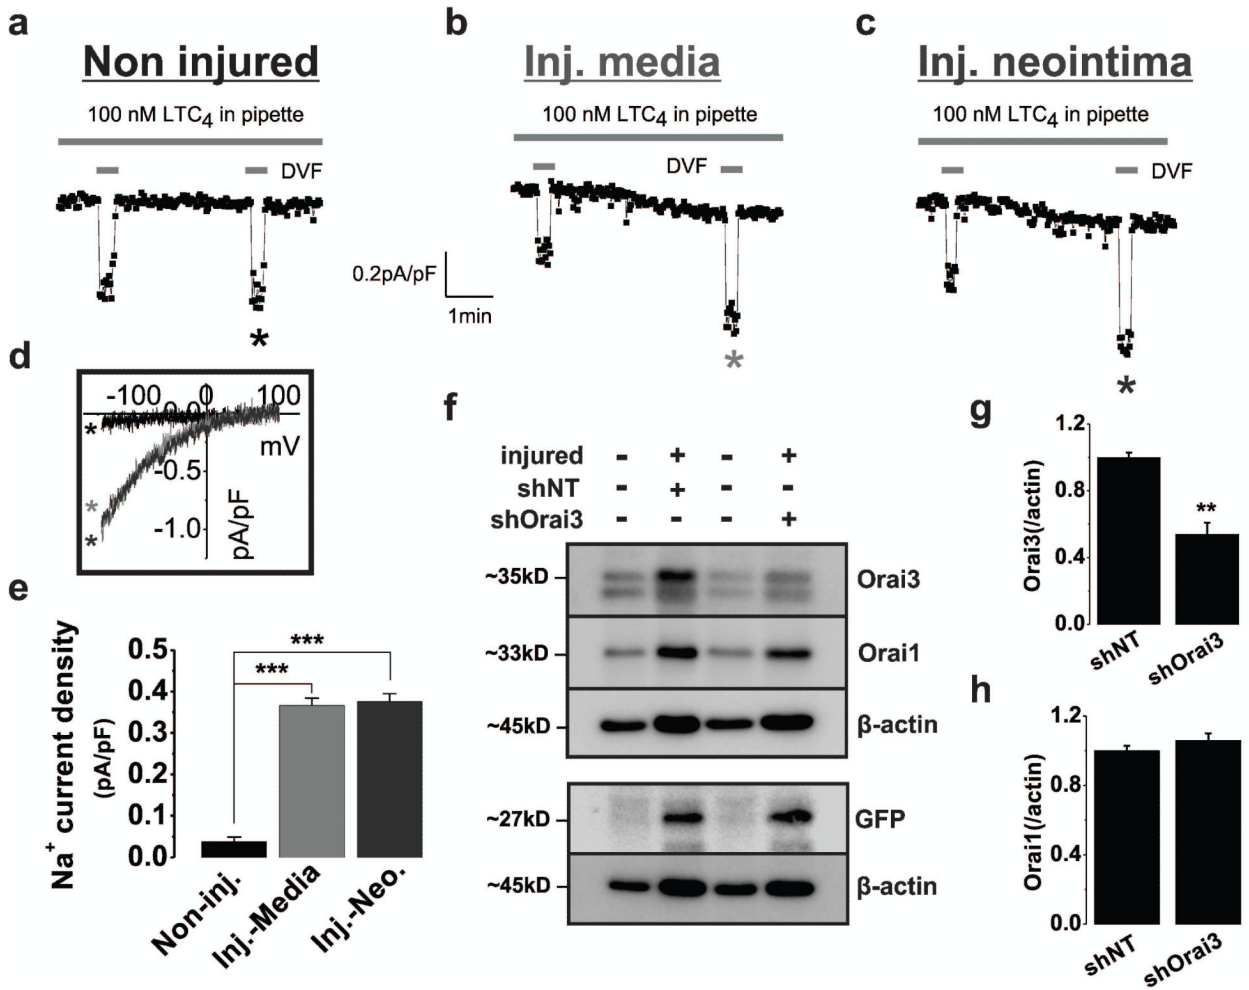 a
Non injured
100 nM LTC4 in pipette
DVF
*
b
Inj. media
100 nM LTC4 in pipette
DVF
0.2pA/pF
1min
*
c
Inj. neointima
100 nM LTC4 in pipette
DVF
*
d
-100 0 100
0.0
mV
-0.5
-1.0
pA/pF
*
*
*
e
Na+ current density
(pA/pF)
0.5
0.4
0.3
0.2
0.1
0.0
***
***
Non-inj.
Inj.-Media
Inj.-Neo.
f
injured - + - +
shNT - + - -
shOrai3 - - - +
~35kD Orai3
~33kD Orai1
~45kD β-actin
~27kD GFP
~45kD β-actin
g
Orai3(/actin)
1.2
0.8
0.4
0.0
**
shNT
shOrai3
h
Orai1(/actin)
1.2
0.8
0.4
0.0
shNT
shOrai3